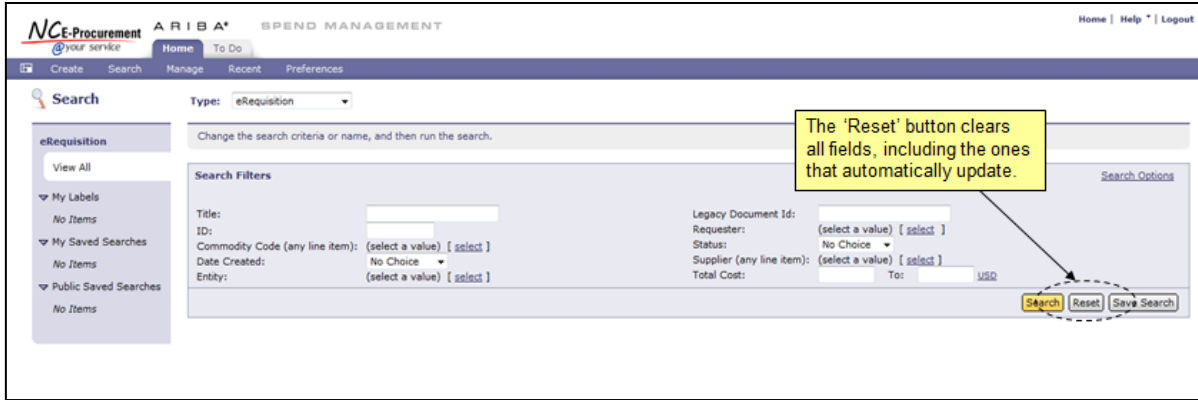 NC E-Procurement
@your service
ARIBA® SPEND MANAGEMENT
Home | Help | Logout
Home To Do
Create Search Manage Recent Preferences
Search
Type: eRequisition
eRequisition
View All
My Labels
No Items
My Saved Searches
No Items
Public Saved Searches
No Items
Change the search criteria or name, and then run the search.
The 'Reset' button clears
all fields, including the ones
that automatically update.
Search Filters
Search Options
Title:
ID:
Commodity Code (any line item): (select a value) [ select ]
Date Created: No Choice
Entity: (select a value) [ select ]
Legacy Document Id:
Requester: (select a value) [ select ]
Status: No Choice
Supplier (any line item): (select a value) [ select ]
Total Cost: To: USD
Search Reset Save Search